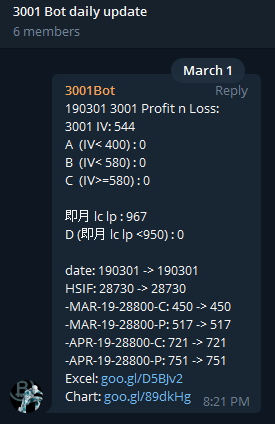 3001 Bot daily update
6 members
March 1
3001Bot
Reply
190301 3001 Profit n Loss:
3001 IV: 544
A  (IV< 400) : 0
B  (IV< 580) : 0
C  (IV>=580) : 0
即月 lc lp : 967
D (即月 lc lp <950) : 0
date: 190301 -> 190301
HSIF: 28730 -> 28730
-MAR-19-28800-C: 450 -> 450
-MAR-19-28800-P: 517 -> 517
-APR-19-28800-C: 721 -> 721
-APR-19-28800-P: 751 -> 751
Excel: goo.gl/D5BJv2
Chart: goo.gl/89dkHg
8:21 PM